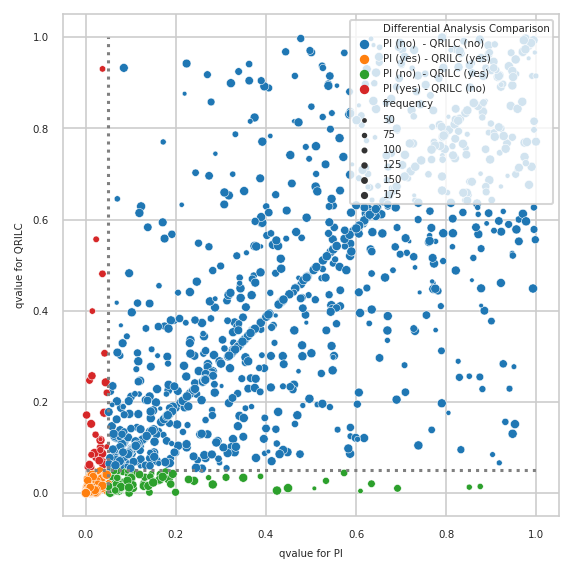 Differential Analysis Comparison
PI (no) - QRILC (no)
PI (yes) - QRILC (yes)
PI (no) - QRILC (yes)
PI (yes) - QRILC (no)
frequency
50
75
100
125
150
175
1.0
0.8
0.6
0.4
0.2
0.0
qvalue for QRILC
0.0 0.2 0.4 0.6 0.8 1.0
qvalue for PI